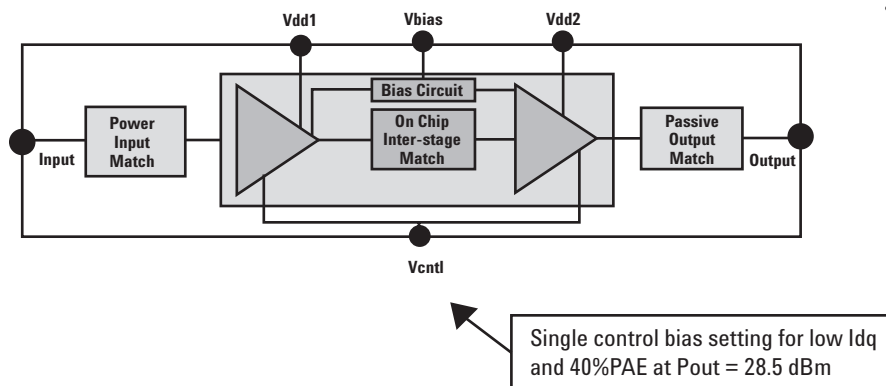 Vdd1
Vbias
Vdd2
Bias Circuit
Power
Input
Match
On Chip
Inter-stage
Match
Passive
Output
Match
Input
Output
Vcntl
Single control bias setting for low Idq
and 40%PAE at Pout = 28.5 dBm